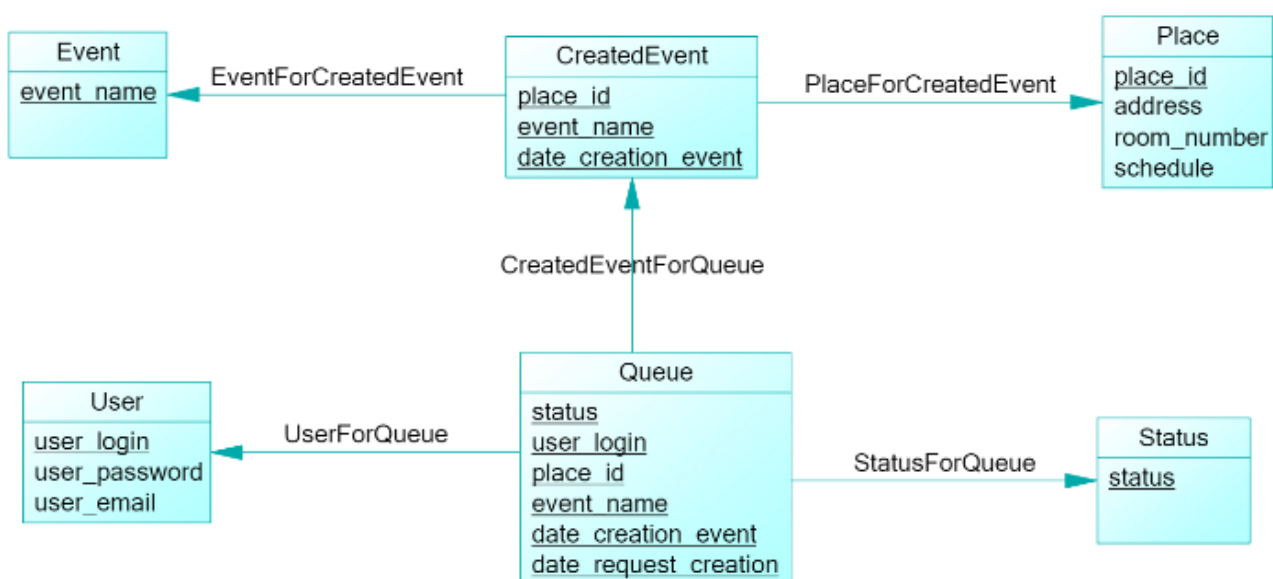 Event
event_name
EventForCreatedEvent
CreatedEvent
place_id
event_name
date_creation_event
PlaceForCreatedEvent
Place
place_id
address
room_number
schedule
CreatedEventForQueue
User
user_login
user_password
user_email
UserForQueue
Queue
status
user_login
place_id
event_name
date_creation_event
date_request_creation
StatusForQueue
Status
status